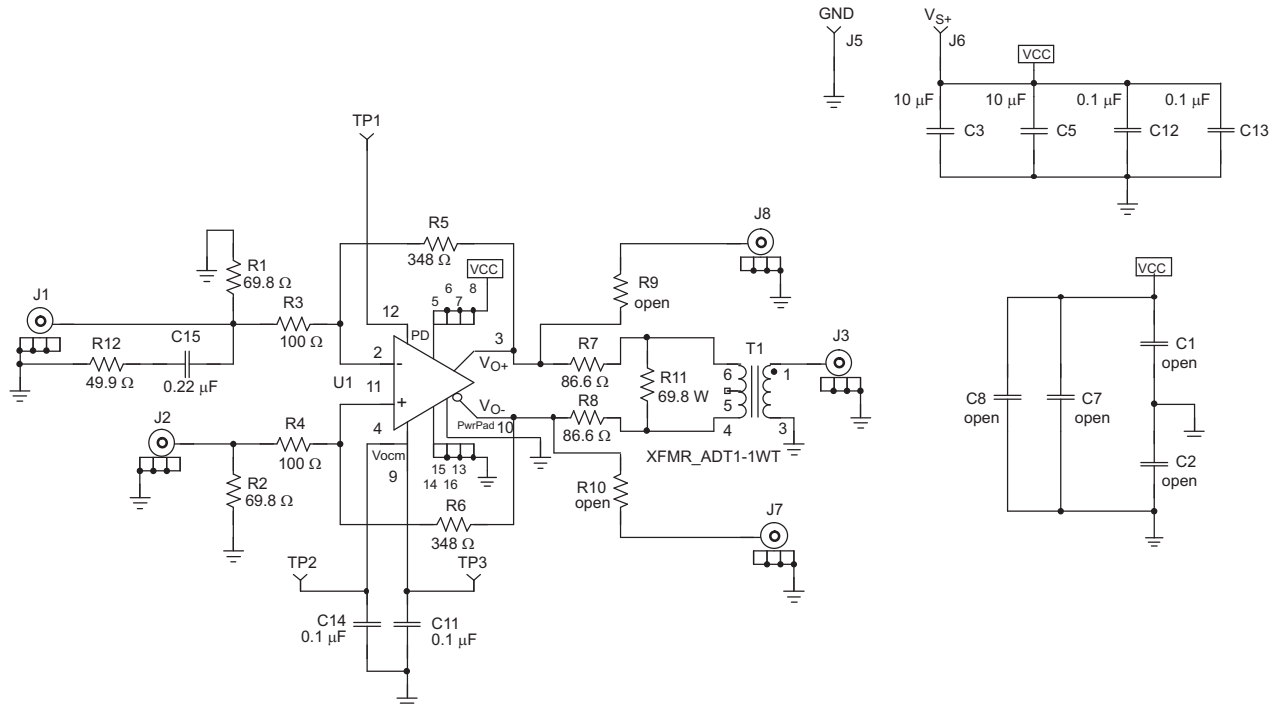 GND
J5
VS+
J6
VCC
10 µF
C3
10 µF
C5
0.1 µF
C12
0.1 µF
C13
TP1
R5
348 Ω
VCC
6 8
5 7
J8
R9
open
R1
69.8 Ω
J1
R3
100 Ω
C15
0.22 µF
R12
49.9 Ω
12
PD
3
VO+
2
-
U1
11
+
4
VO-
PwrPad
10
Vocm
9
15 13
14 16
R7
86.6 Ω
R8
86.6 Ω
R11
69.8 W
T1
6
5
4
1
3
J3
XFMR_ADT1-1WT
J2
R4
100 Ω
R2
69.8 Ω
R6
348 Ω
R10
open
J7
TP2
TP3
C14
0.1 µF
C11
0.1 µF
VCC
C1
open
C8
open
C7
open
C2
open